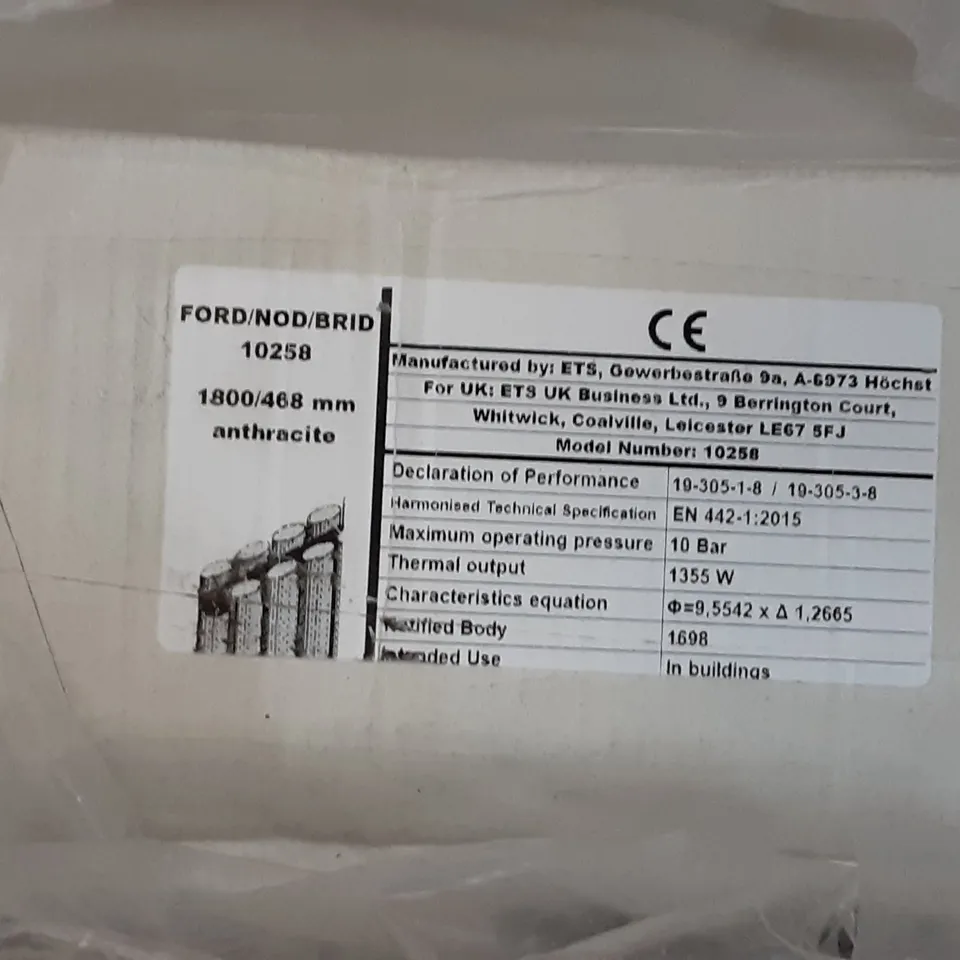 FORD/NOD/BRID
10258
1800/468 mm
anthracite
CE
Manufactured by: ETS, Gewerbestraße 9a, A-6973 Höchst
For UK: ETS UK Business Ltd., 9 Berrington Court,
Whitwick, Coalville, Leicester LE67 5FJ
Model Number: 10258
Declaration of Performance 19-305-1-8 / 19-305-3-8
Harmonised Technical Specification EN 442-1:2015
Maximum operating pressure 10 Bar
Thermal output 1355 W
Characteristics equation Φ=9,5542 x Δ 1,2665
Notified Body 1698
Intended Use In buildings